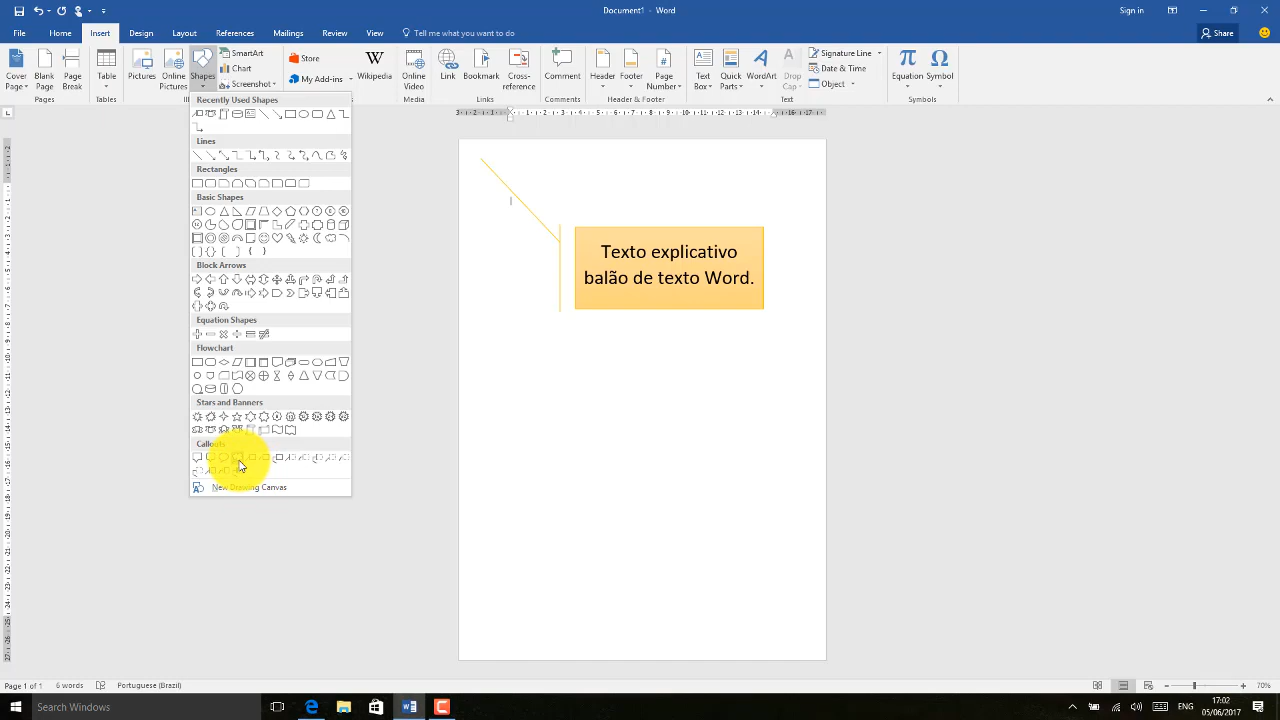 Document1 - Word
Sign in
File Home Insert Design Layout References Mailings Review View Tell me what you want to do
Share
Cover Page
Blank Page
Page Break
Pages
Table
Tables
Pictures
Online Pictures
Shapes
SmartArt
Chart
Screenshot
Store
My Add-ins
Wikipedia
Online Video
Media
Link
Bookmark
Cross-reference
Links
Comment
Comments
Header
Footer
Page Number
Header & Footer
Text Box
Quick Parts
WordArt
Drop Cap
Signature Line
Date & Time
Object
Text
Equation
Symbol
Symbols
Recently Used Shapes
Lines
Rectangles
Basic Shapes
Block Arrows
Equation Shapes
Flowchart
Stars and Banners
Callouts
New Drawing Canvas
Texto explicativo
balão de texto Word.
Page 1 of 1 6 words Portuguese (Brazil)
70%
Search Windows
17:02
05/06/2017